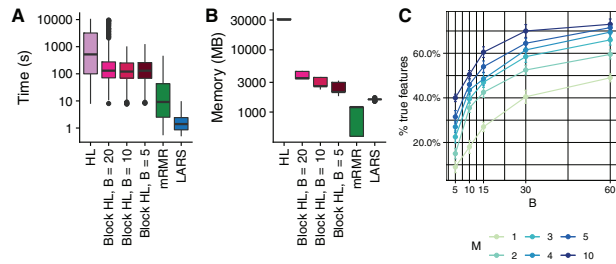 A
Time (s)
10000
1000
100
10
1
HL
Block HL, B = 20
Block HL, B = 10
Block HL, B = 5
mRMR
LARS
B
Memory (MB)
30000
10000
3000
1000
HL
Block HL, B = 20
Block HL, B = 10
Block HL, B = 5
mRMR
LARS
C
% true features
60.0%
40.0%
20.0%
5 10 15 30 60
B
M
1 3 5
2 4 10